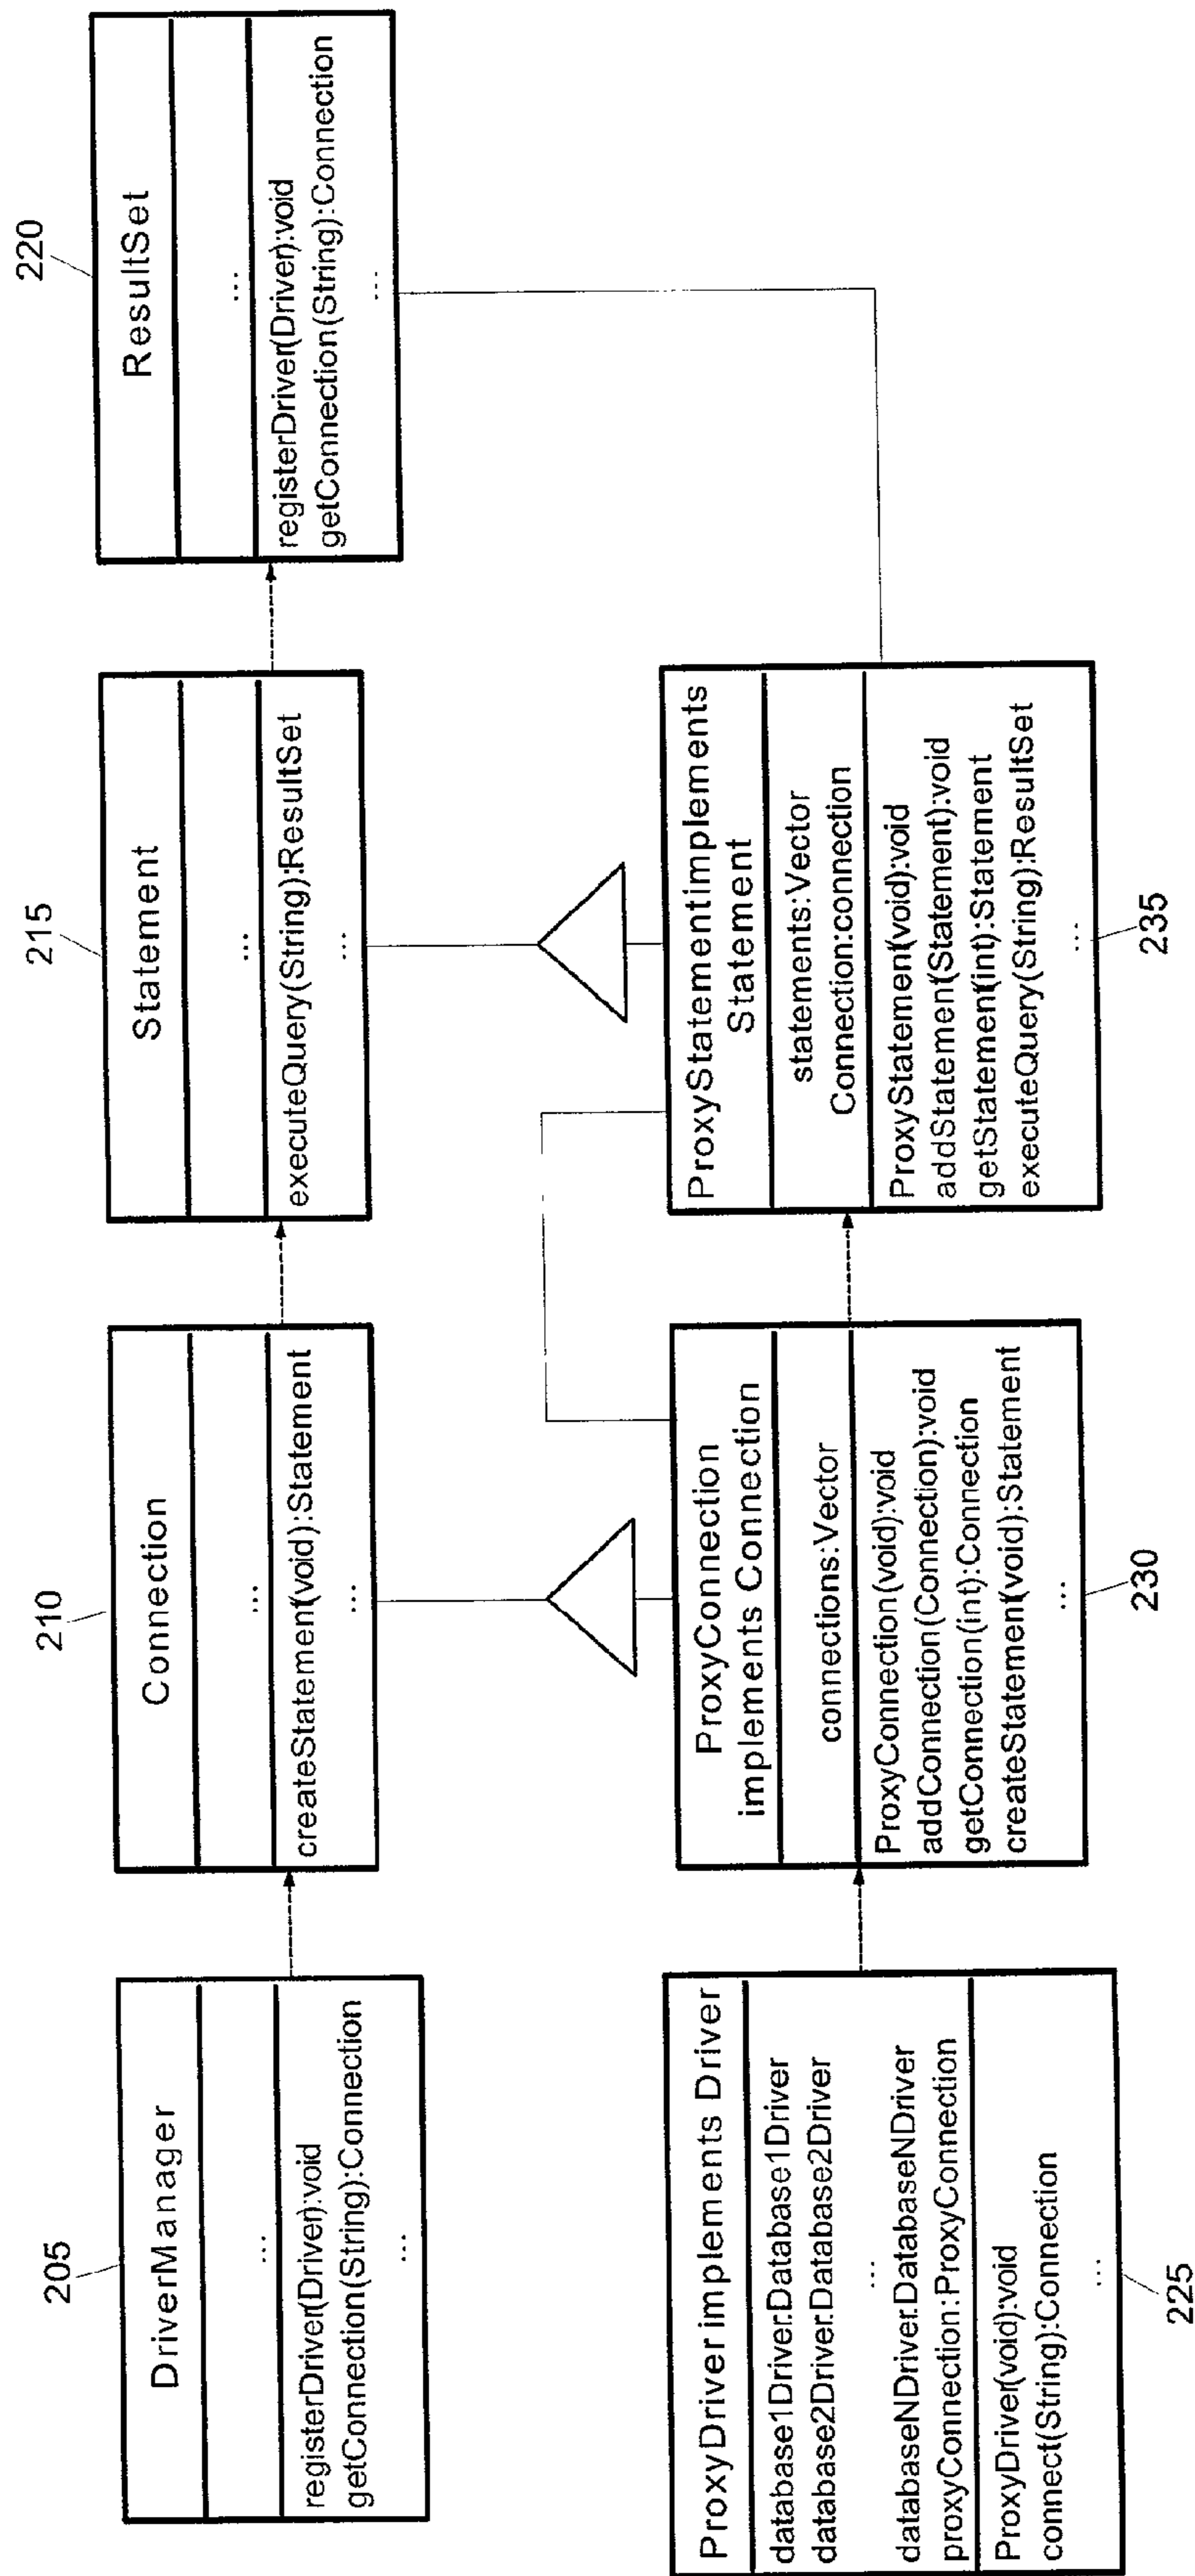 205
DriverManager
...
registerDriver(Driver):void
getConnection(String):Connection
...
210
Connection
...
createStatement(void):Statement
...
215
Statement
...
executeQuery(String):ResultSet
...
220
ResultSet
...
registerDriver(Driver):void
getConnection(String):Connection
...
ProxyDriver implements Driver
database1Driver.Database1Driver
database2Driver.Database2Driver
...
databaseNDriver.DatabaseNDriver
proxyConnection:ProxyConnection
ProxyDriver(void):void
connect(String):Connection
...
225
ProxyConnection
implements Connection
connections:Vector
ProxyConnection(void):void
addConnection(Connection):void
getConnection(int):Connection
createStatement(void):Statement
...
230
ProxyStatementimplements
Statement
statements:Vector
Connection:connection
ProxyStatement(void):void
addStatement(Statement):void
getStatement(int):Statement
executeQuery(String):ResultSet
...
235